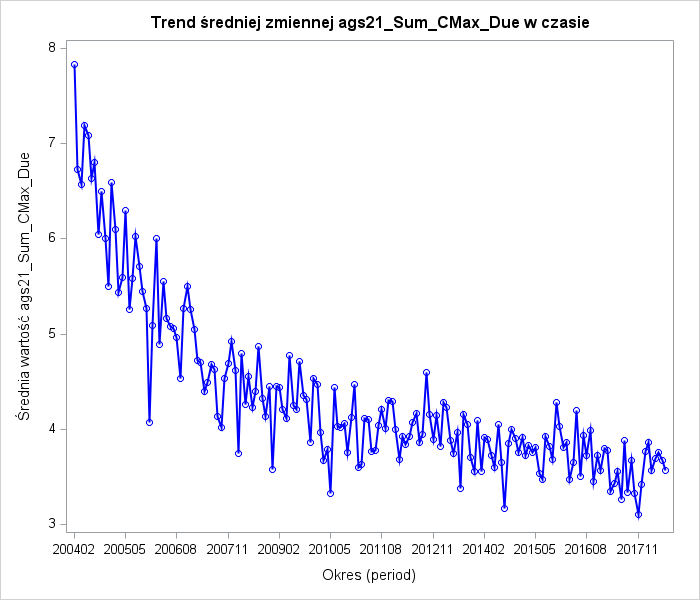 Trend średniej zmiennej ags21_Sum_CMax_Due w czasie
Średnia wartość ags21_Sum_CMax_Due
8
7
6
5
4
3
200402 200505 200608 200711 200902 201005 201108 201211 201402 201505 201608 201711
Okres (period)